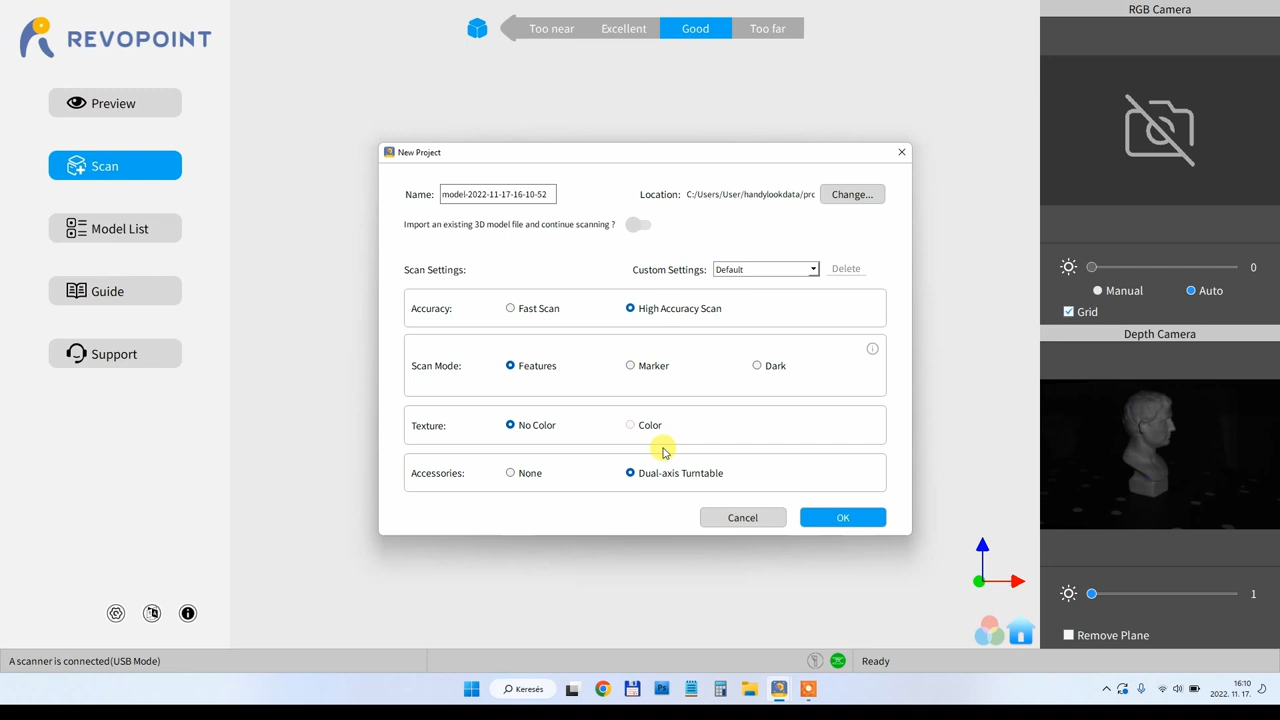 REVOPOINT
Too near
Excellent
Good
Too far
RGB Camera
Preview
Scan
Model List
Guide
Support
New Project
Name: model-2022-11-17-16-10-52
Location: C:/Users/User/handylookdata/prc
Change...
Import an existing 3D model file and continue scanning ?
Scan Settings:
Custom Settings: Default
Delete
Accuracy: Fast Scan High Accuracy Scan
Scan Mode: Features Marker Dark
Texture: No Color Color
Accessories: None Dual-axis Turntable
Cancel
OK
0
Manual Auto
Grid
Depth Camera
1
Remove Plane
A scanner is connected(USB Mode)
Ready
Keresés
16:10
2022. 11. 17.